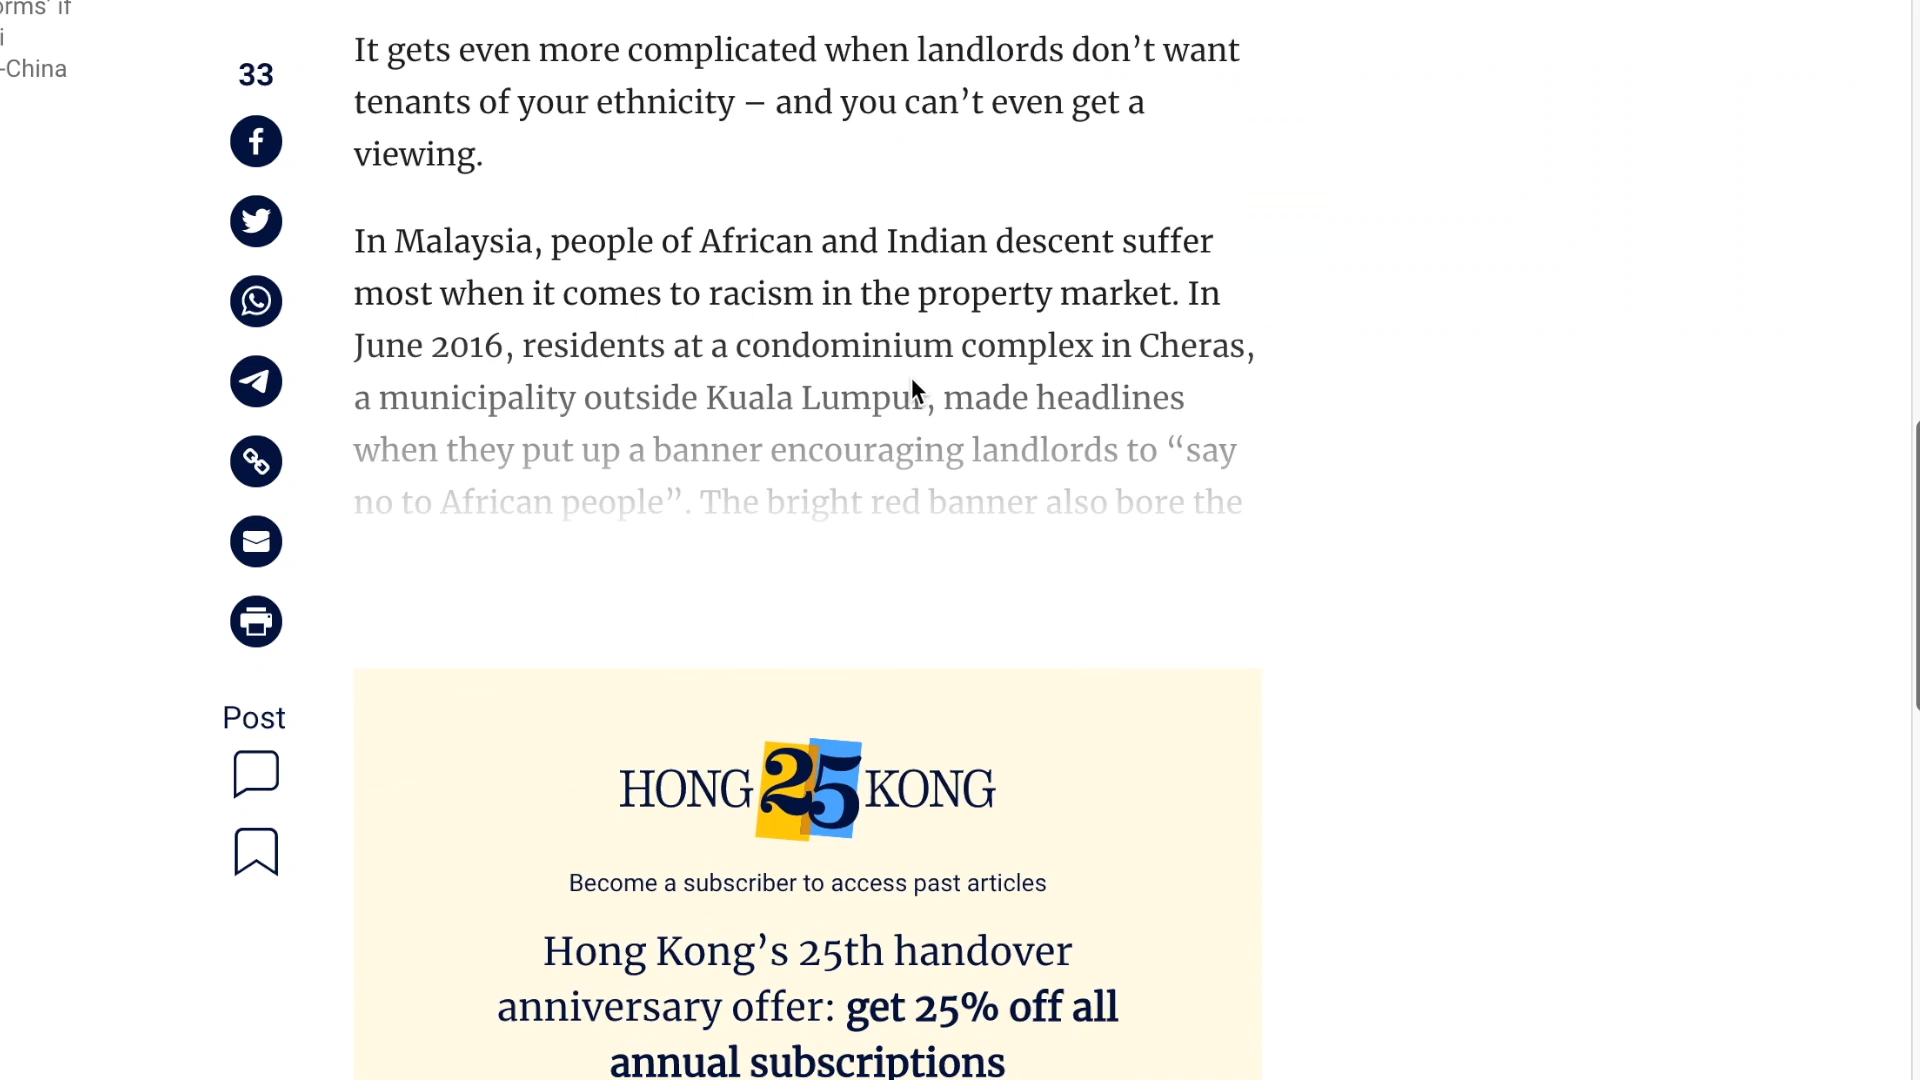 orms' if
i
-China
33
It gets even more complicated when landlords don’t want
tenants of your ethnicity – and you can’t even get a
viewing.
In Malaysia, people of African and Indian descent suffer
most when it comes to racism in the property market. In
June 2016, residents at a condominium complex in Cheras,
a municipality outside Kuala Lumpur, made headlines
when they put up a banner encouraging landlords to “say
no to African people”. The bright red banner also bore the
Post
HONG 25 KONG
Become a subscriber to access past articles
Hong Kong’s 25th handover
anniversary offer: get 25% off all
annual subscriptions